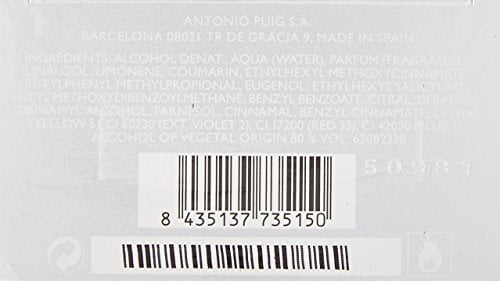 ANTONIO PUIG S.A.
BARCELONA 08021 TR DE GRACIA 9, MADE IN SPAIN
INGREDIENTS: ALCOHOL DENAT., AQUA (WATER), PARFUM (FRAGRANCE
LINALOOL, LIMONENE, COUMARIN, ETHYLHEXYL METHOXYCINNAMATE
BUTYLPHENYL METHYLPROPIONAL, EUGENOL, ETHYLHEXYL SALICYLATE
BUTYL METHOXYDIBENZOYLMETHANE, BENZYL BENZOATE, CITRAL, GERANIOL
CINNAMYL ALCOHOL, FARNESOL, CINNAMAL, BENZYL CINNAMATE, CI 19140
(YELLOW 5), CI 60730 (EXT. VIOLET 2), CI 17200 (RED 33), CI 42090 (BLUE 1)
ALCOHOL OF VEGETAL ORIGIN 80 % VOL. 65082338
50981
8 435137 735150